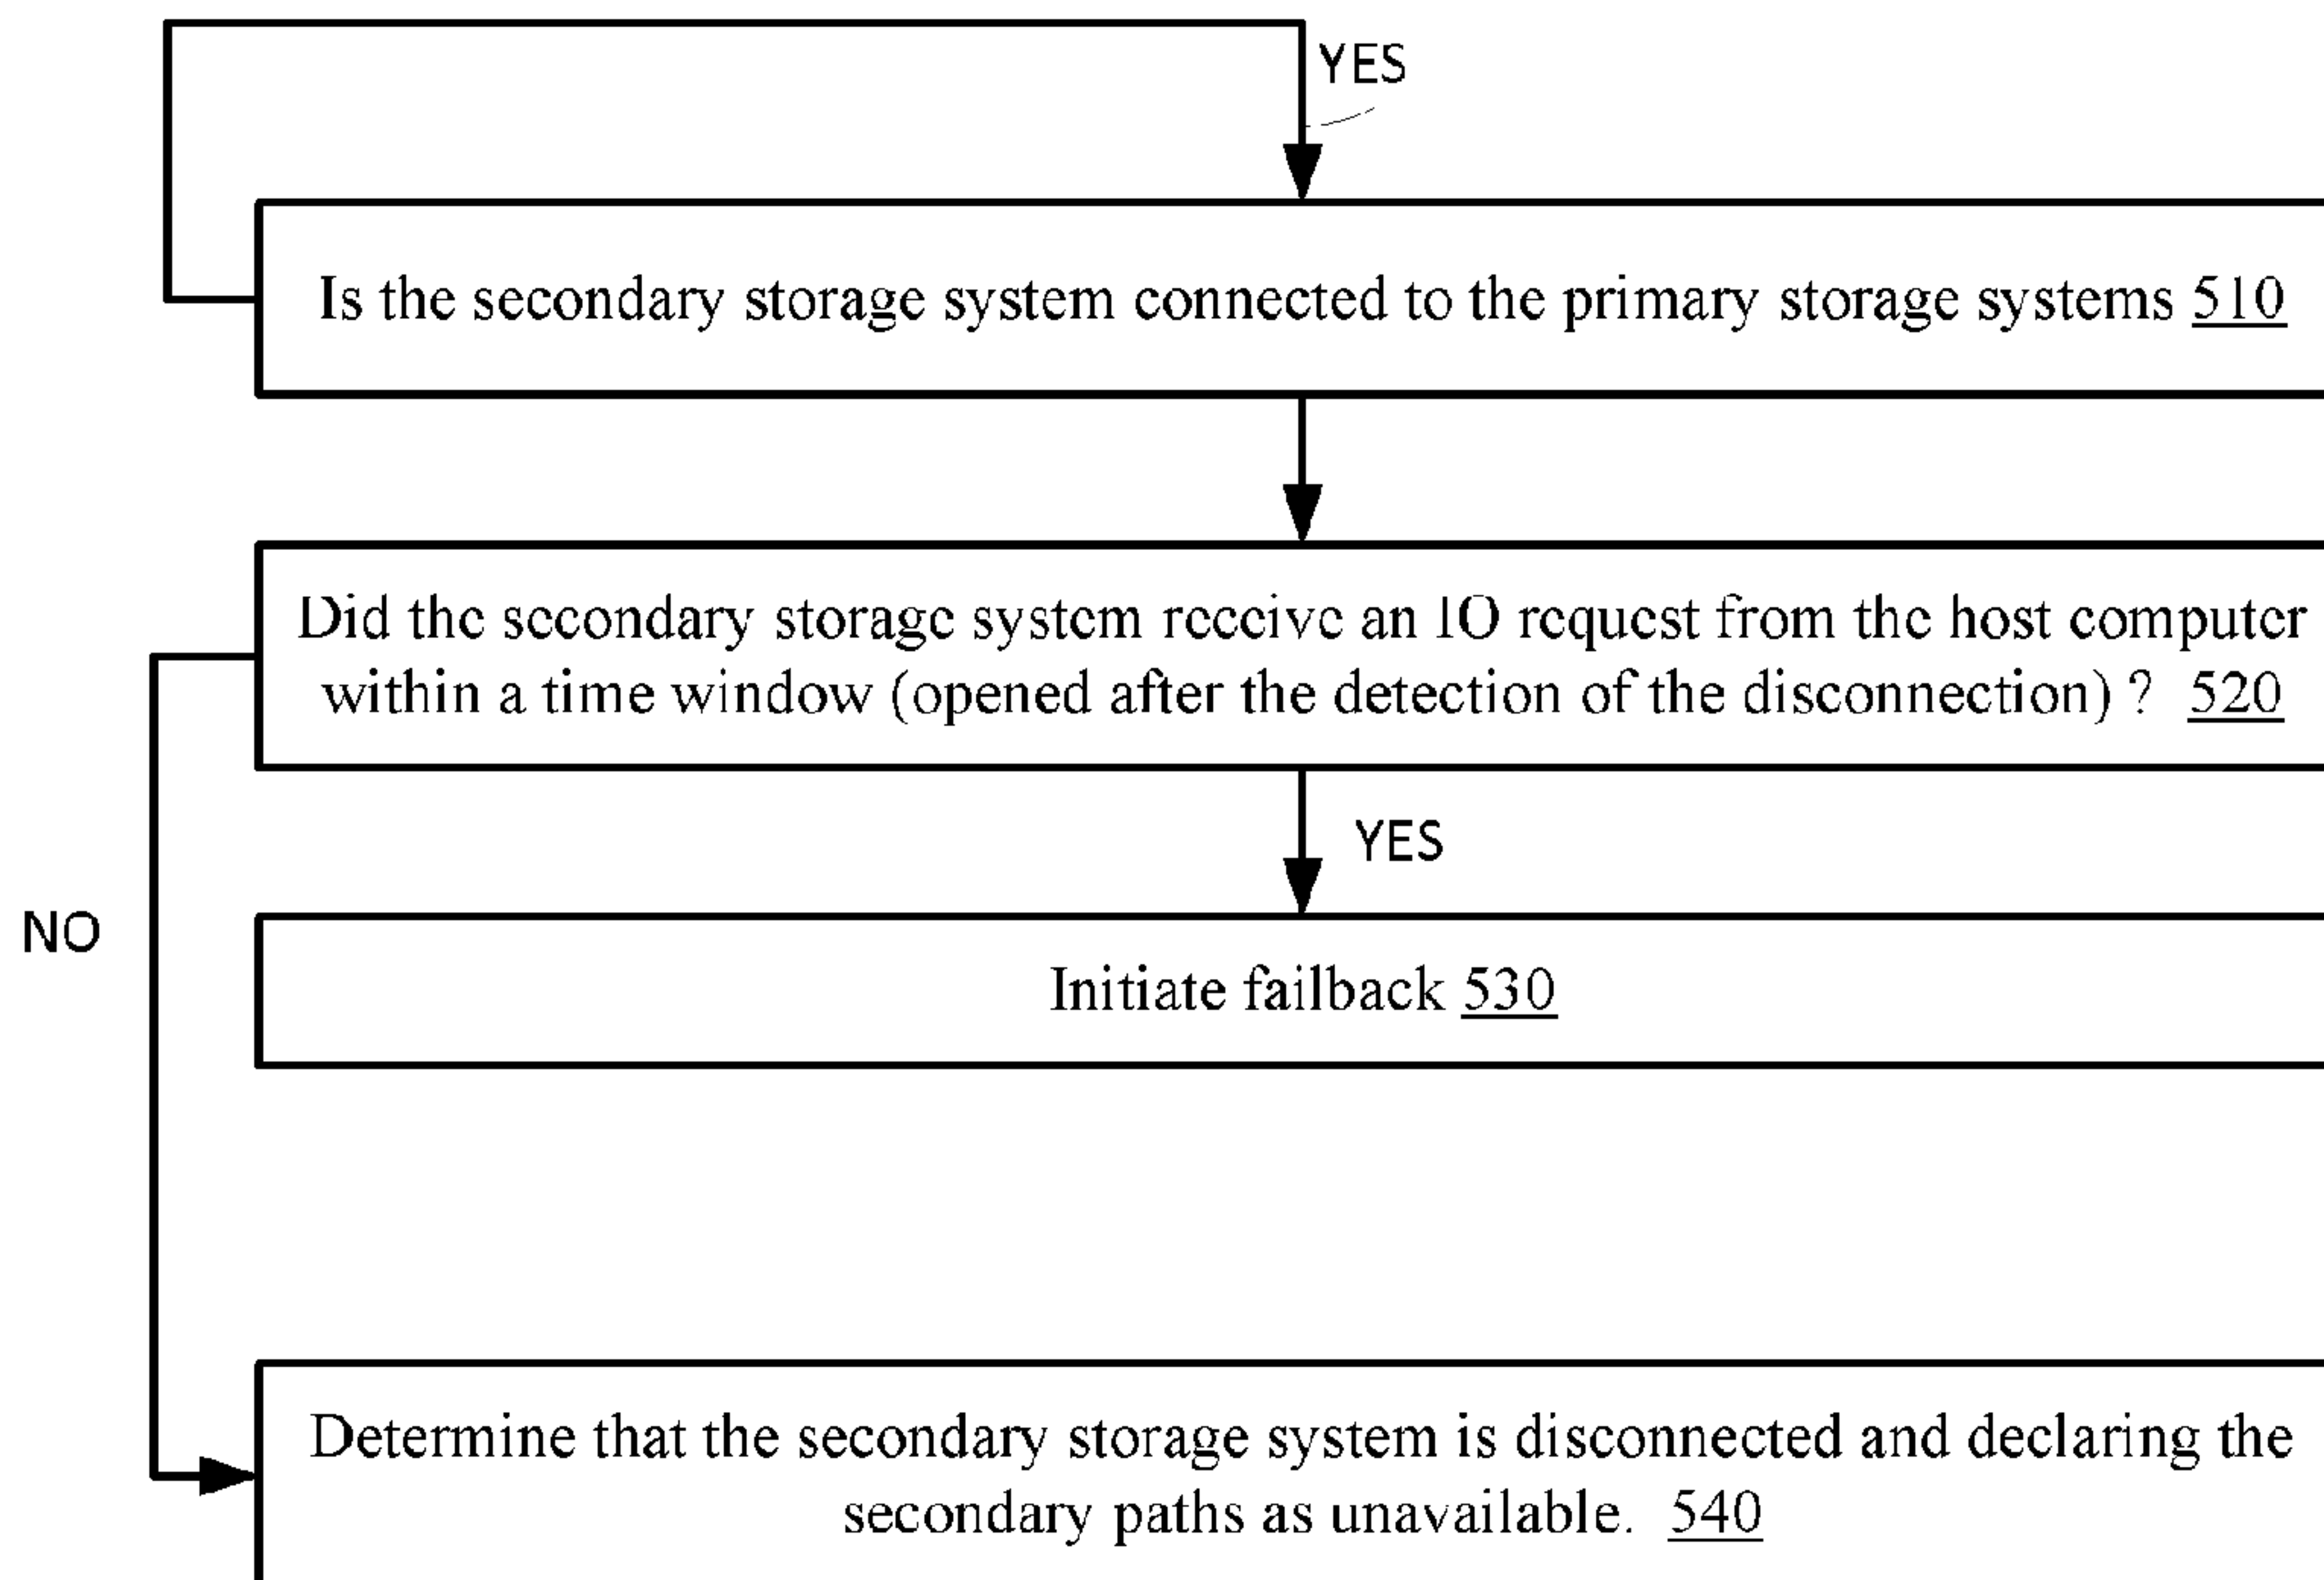 YES
Is the secondary storage system connected to the primary storage systems 510
Did the secondary storage system receive an IO request from the host computer
within a time window (opened after the detection of the disconnection) ? 520
YES
NO
Initiate failback 530
Determine that the secondary storage system is disconnected and declaring the
secondary paths as unavailable. 540